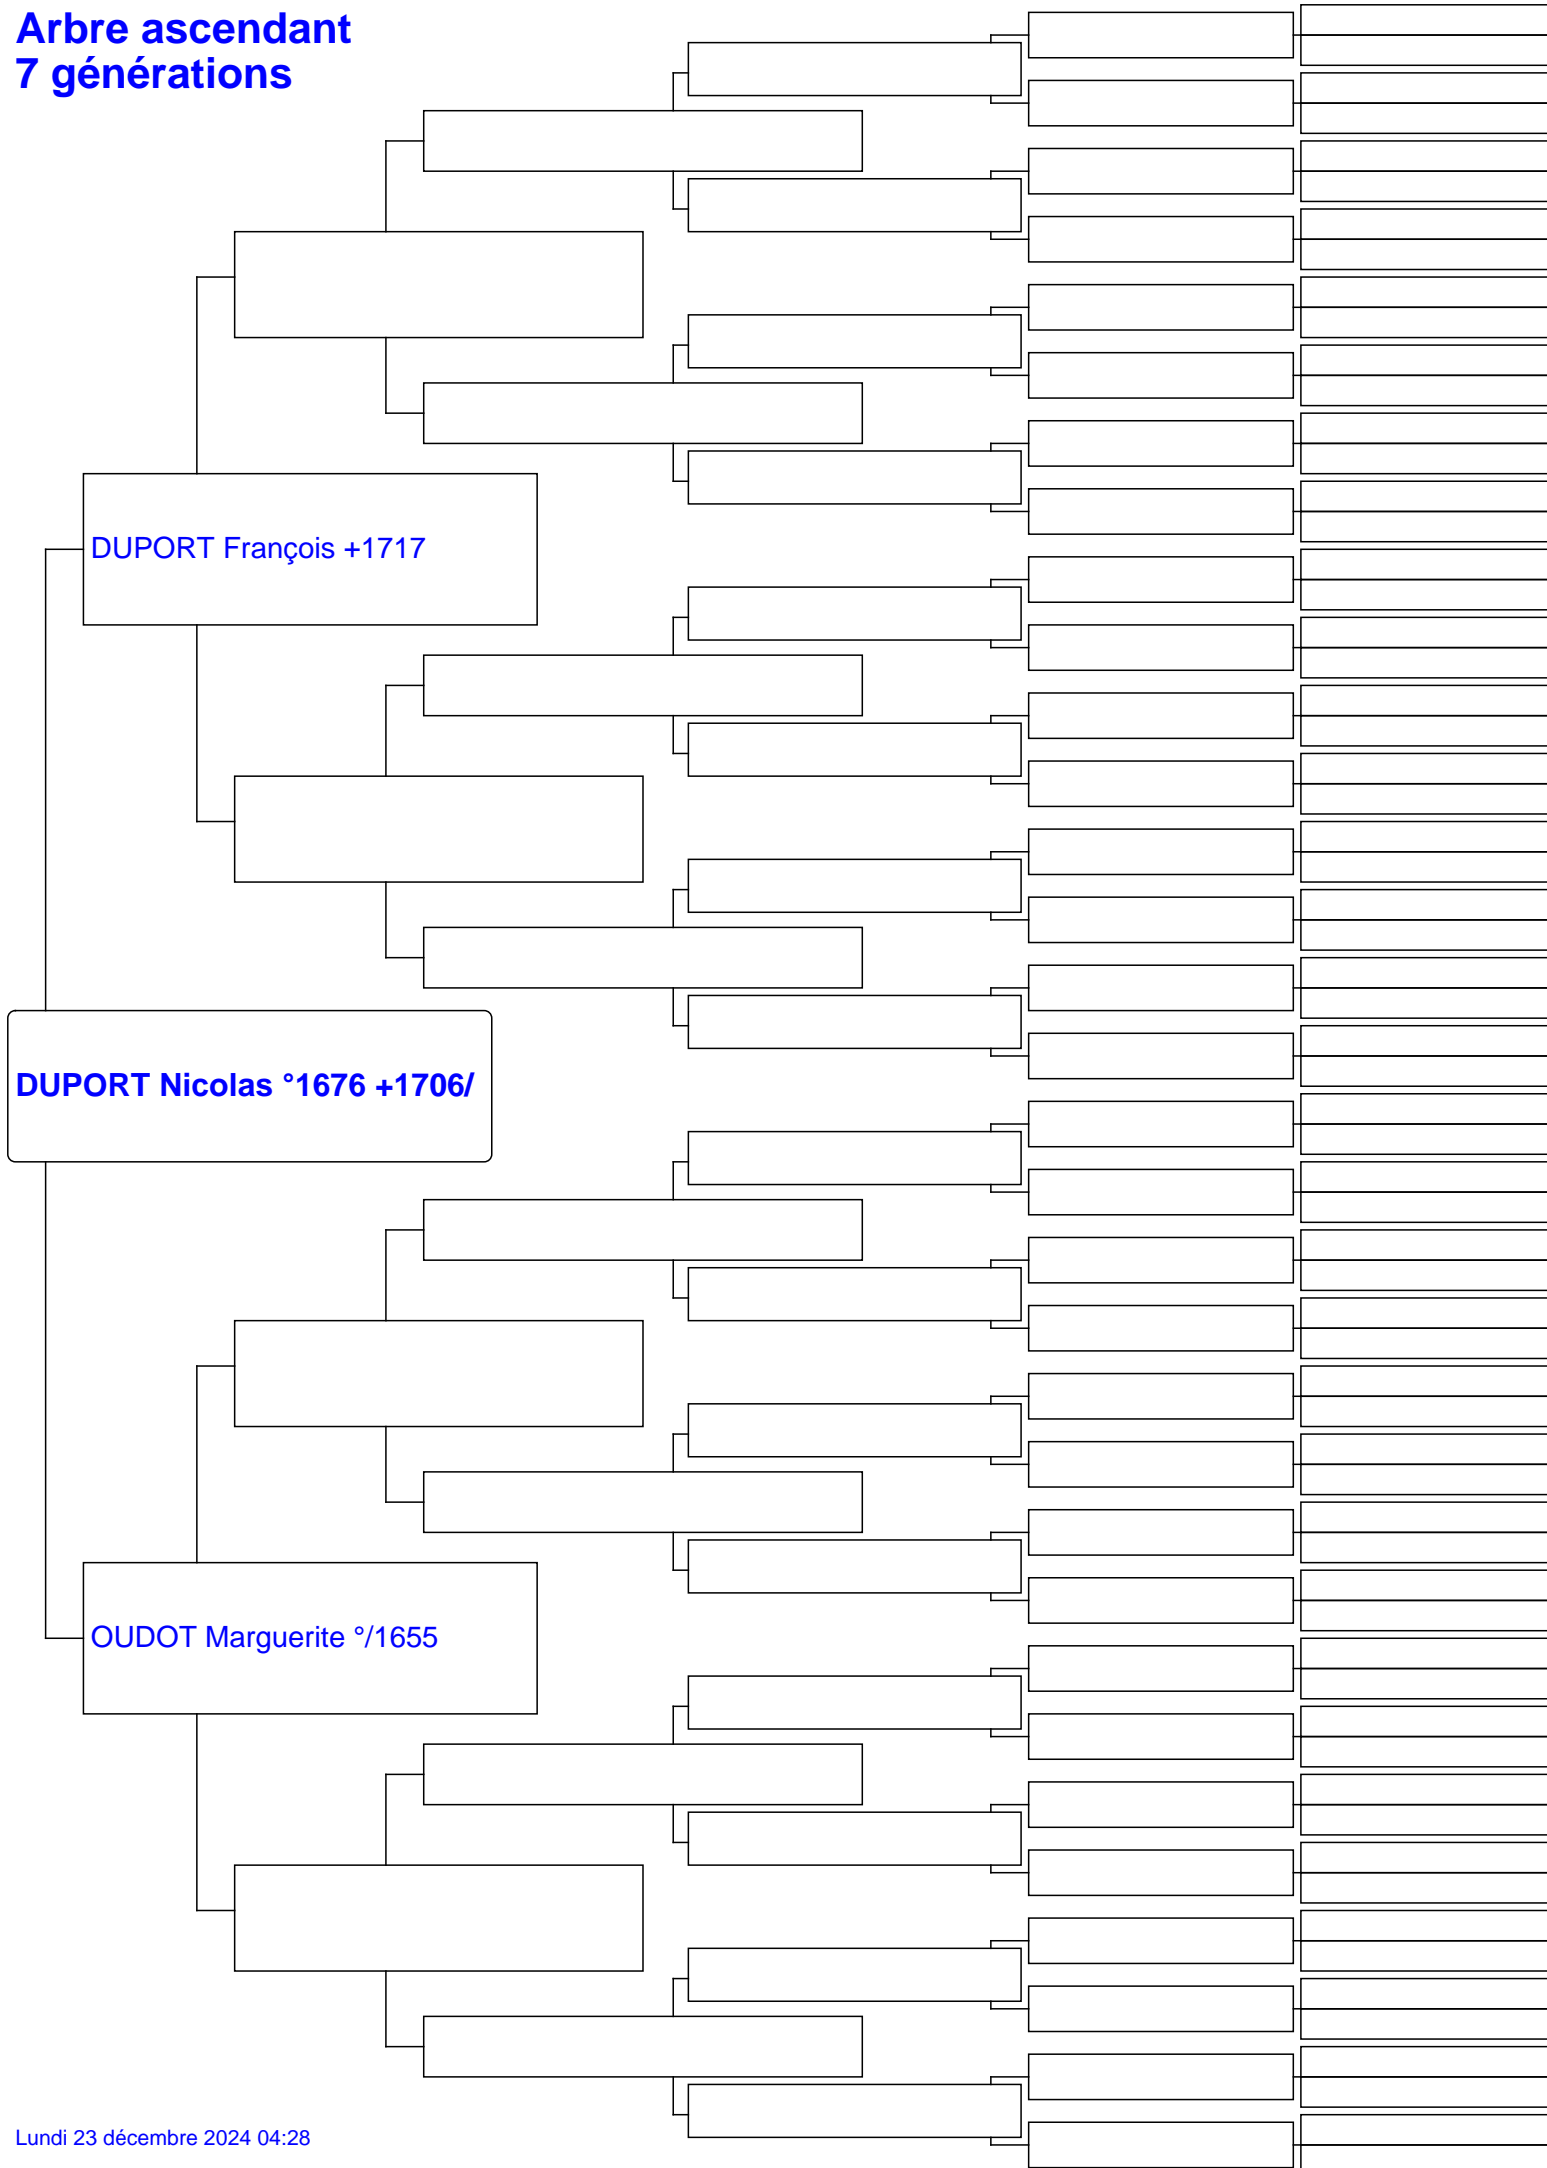 Arbre ascendant
7 générations
DUPORT François +1717
DUPORT Nicolas °1676 +1706/
OUDOT Marguerite °/1655
Lundi 23 décembre 2024 04:28